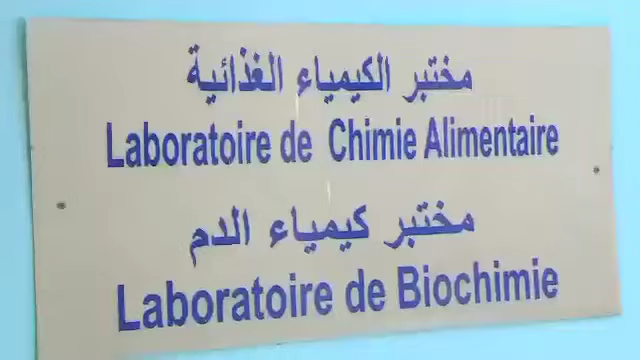 مختبر الكيمياء الغذائية
Laboratoire de Chimie Alimentaire
مختبر كيمياء الدم
Laboratoire de Biochimie